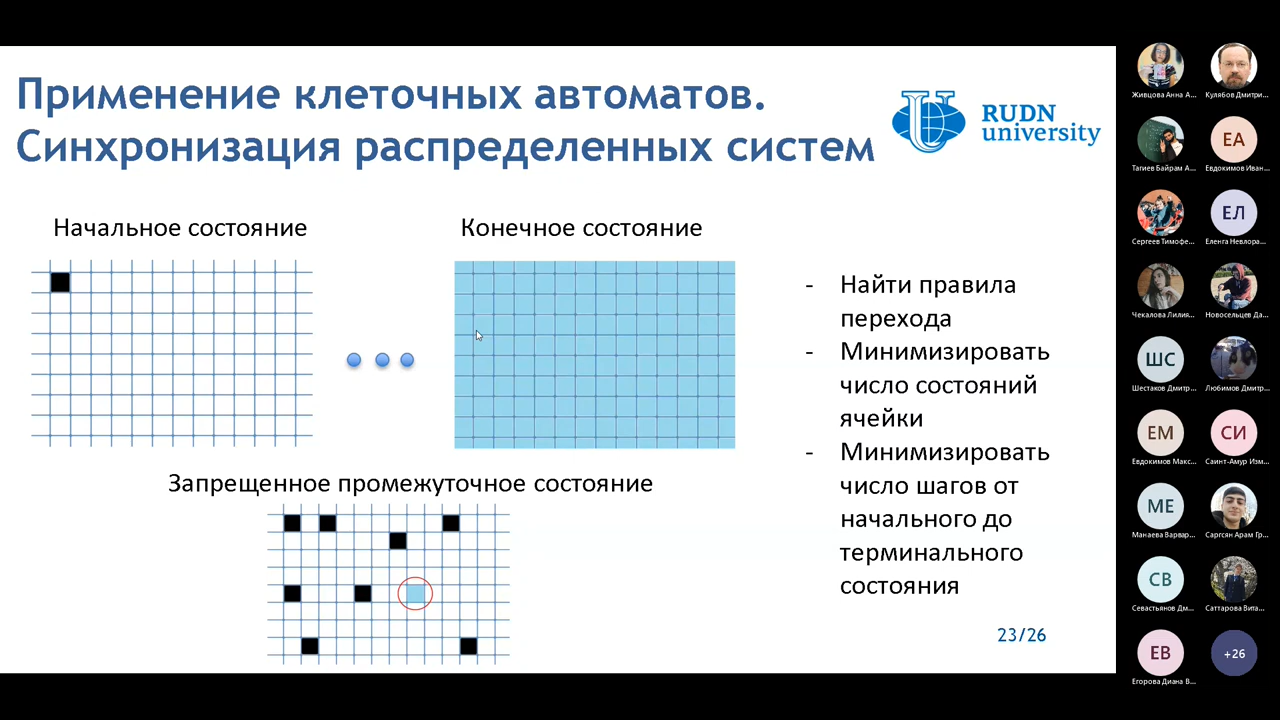 Применение клеточных автоматов.
Синхронизация распределенных систем
RUDN
university
Начальное состояние
Конечное состояние
Запрещенное промежуточное состояние
- Найти правила
перехода
- Минимизировать
число состояний
ячейки
- Минимизировать
число шагов от
начального до
терминального
состояния
23/26
Живцова Анна А...
Кулябов Дмитри...
Тагиев Байрам А...
ЕА
Евдокимов Иван...
Сергеев Тимофе...
ЕЛ
Еленга Невлора...
Чекалова Лилия...
Новосельцев Да...
ШС
Шестаков Дмитр...
Любимов Дмитр...
ЕМ
Евдокимов Макс...
СИ
Саинт-Амур Изм...
МЕ
Манаева Варвар...
Саргсян Арам Гр...
СВ
Севастьянов Дм...
Саттарова Вита...
ЕВ
Егорова Диана В...
+26